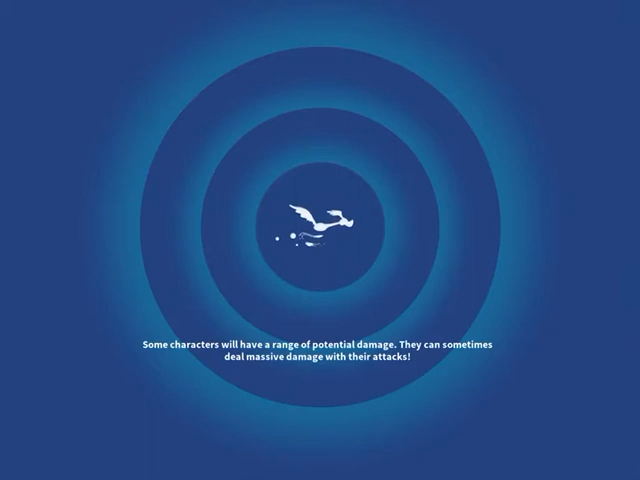 Some characters will have a range of potential damage. They can sometimes
deal massive damage with their attacks!